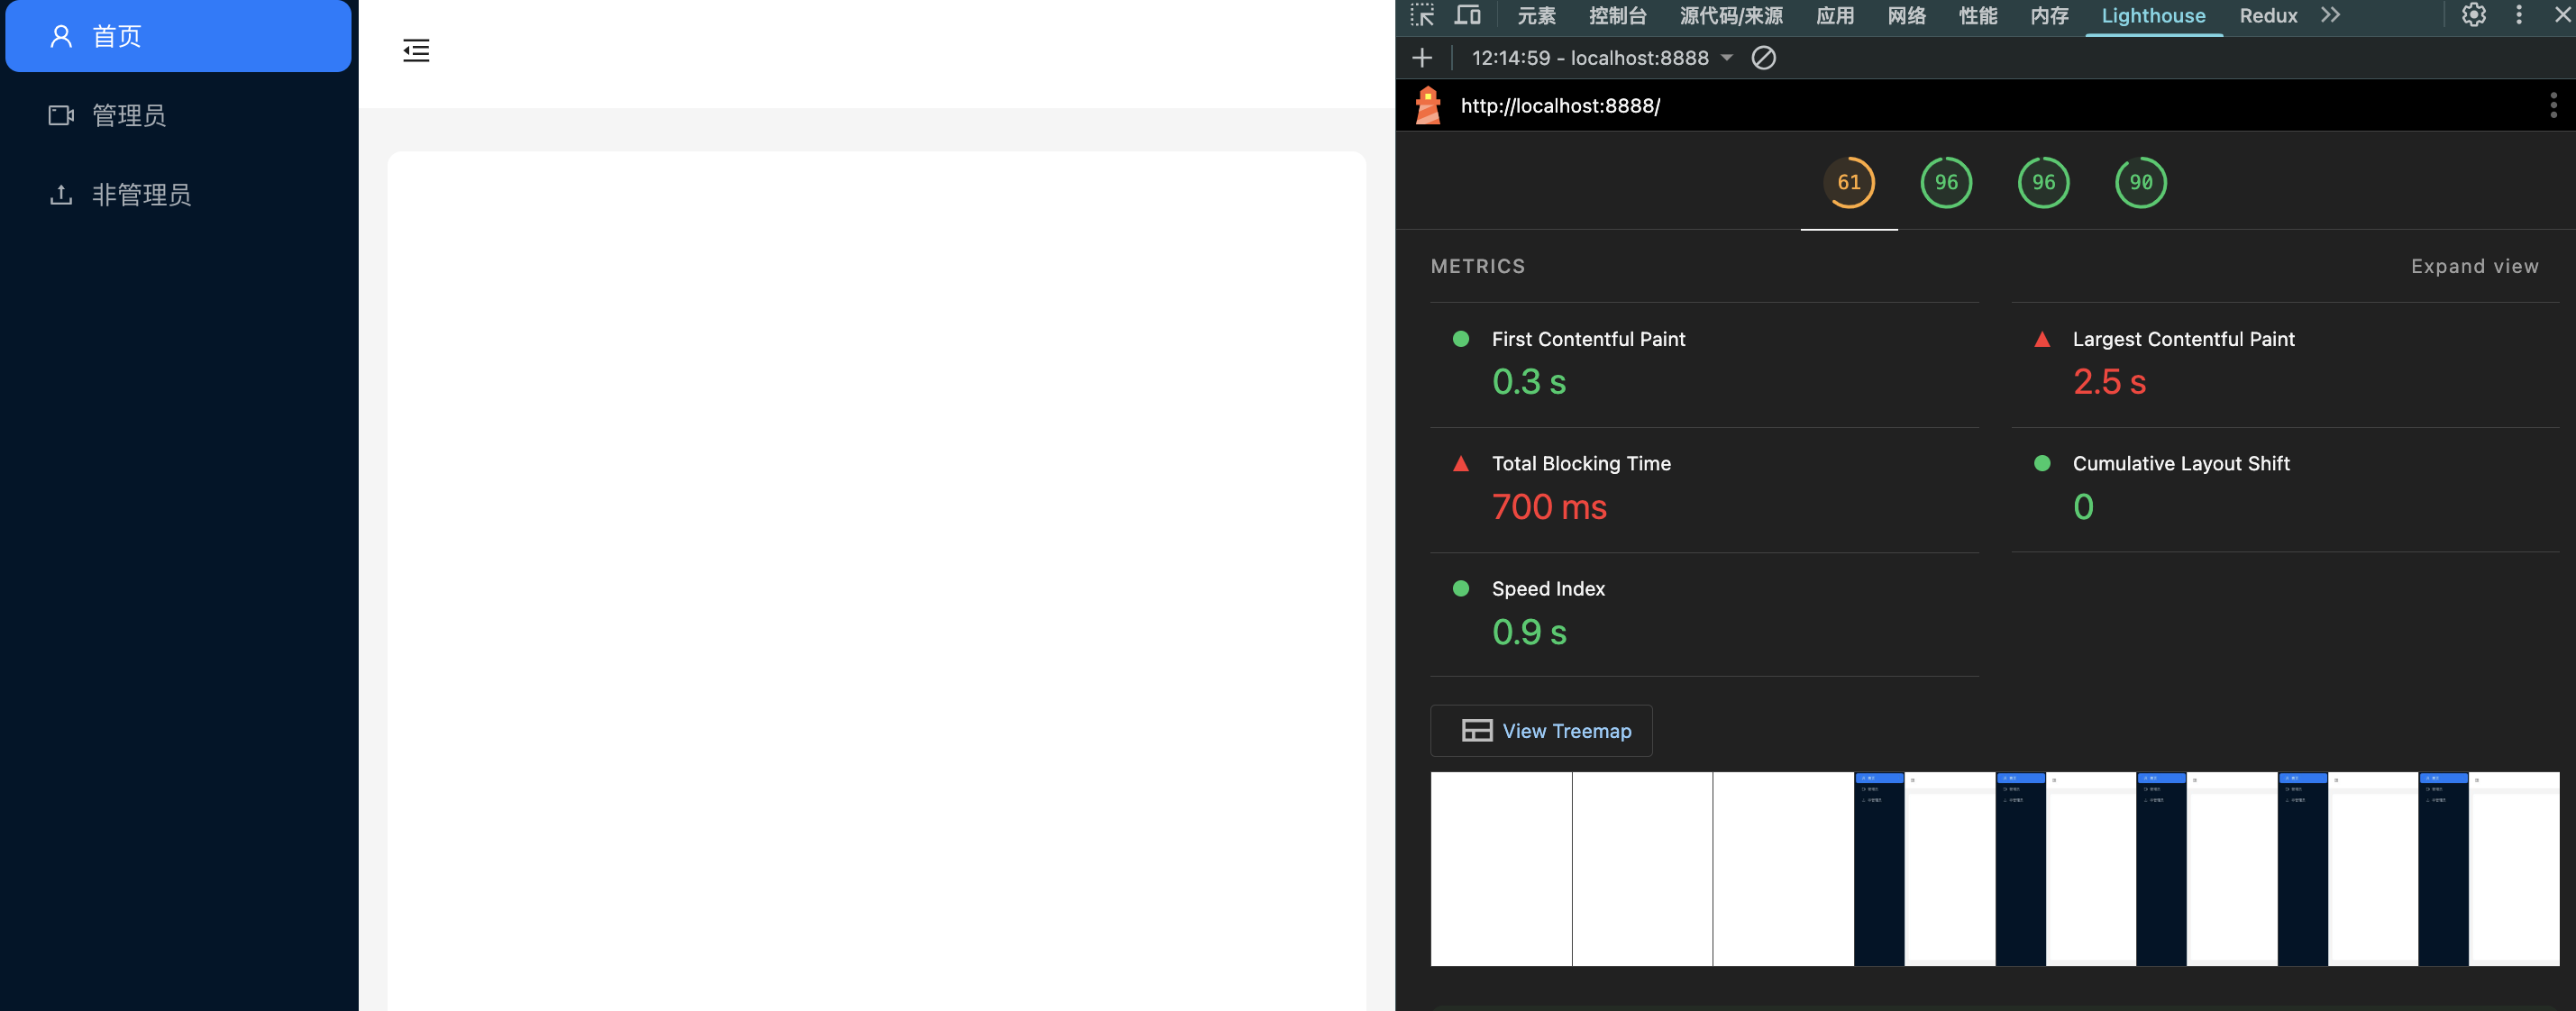 首页
管理员
非管理员
元素 控制台 源代码/来源 应用 网络 性能 内存 Lighthouse Redux
12:14:59 - localhost:8888
http://localhost:8888/
61 96 96 90
METRICS
Expand view
First Contentful Paint
0.3 s
Largest Contentful Paint
2.5 s
Total Blocking Time
700 ms
Cumulative Layout Shift
0
Speed Index
0.9 s
View Treemap